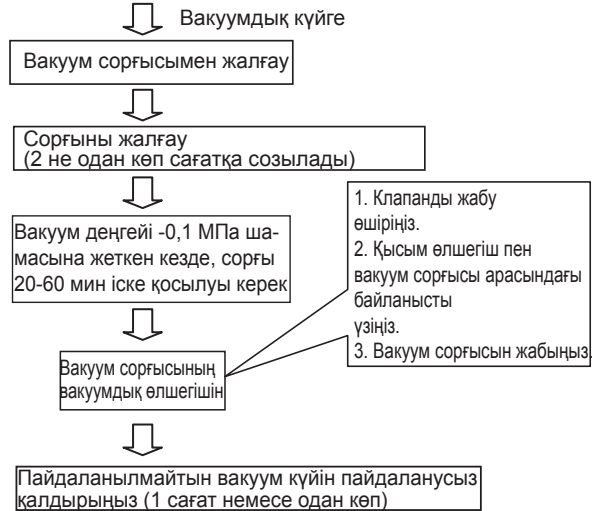 Вакуумдық күйге
Вакуум сорғысымен жалғау
Сорғыны жалғау
(2 не одан көп сағатқа созылады)
Вакуум деңгейі -0,1 МПа ша-
масына жеткен кезде, сорғы
20-60 мин іске қосылуы керек
1. Клапанды жабу
өшіріңіз.
2. Қысым өлшегіш пен
вакуум сорғысы арасындағы
байланысты
үзіңіз.
3. Вакуум сорғысын жабыңыз.
Вакуум сорғысының
вакуумдық өлшегішін
Пайдаланылмайтын вакуум күйін пайдаланусыз
қалдырыңыз (1 сағат немесе одан көп)